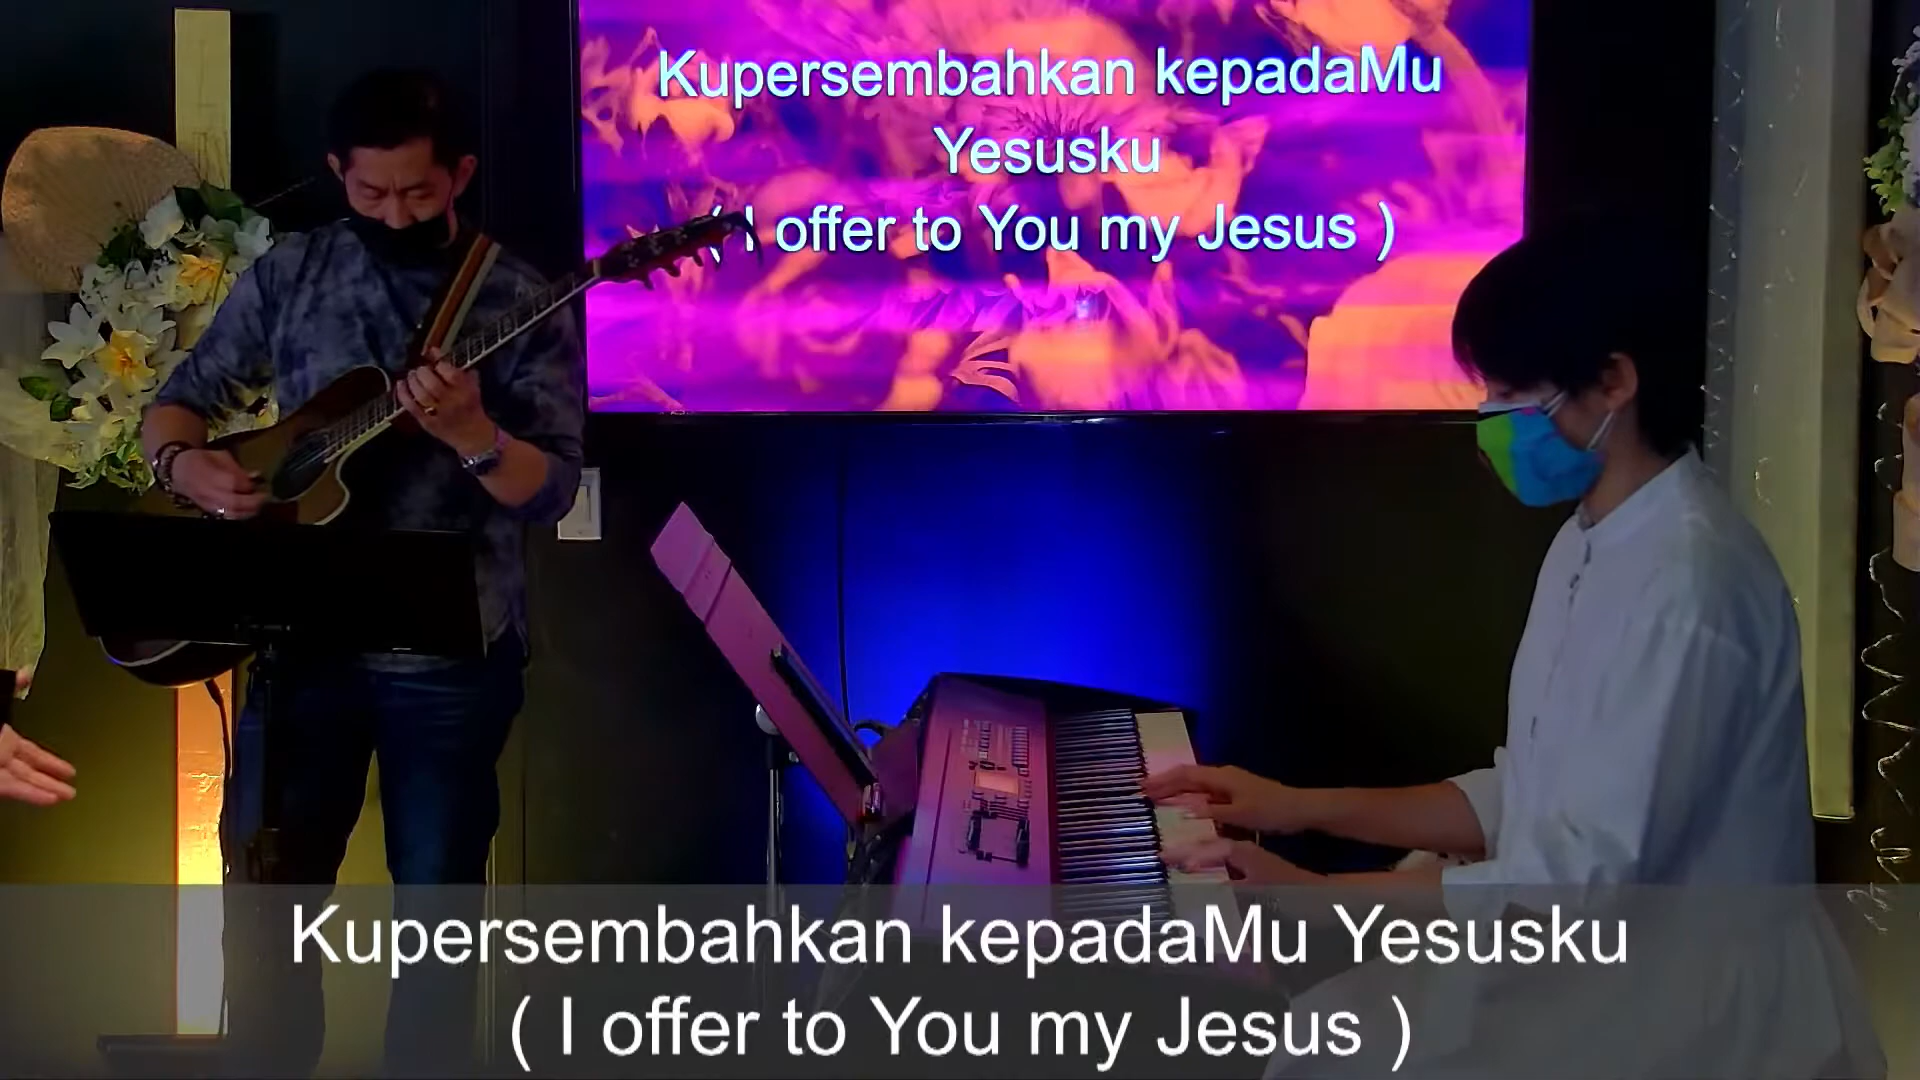 Kupersembahkan kepadaMu
Yesusku
( I offer to You my Jesus )
Kupersembahkan kepadaMu Yesusku
( I offer to You my Jesus )